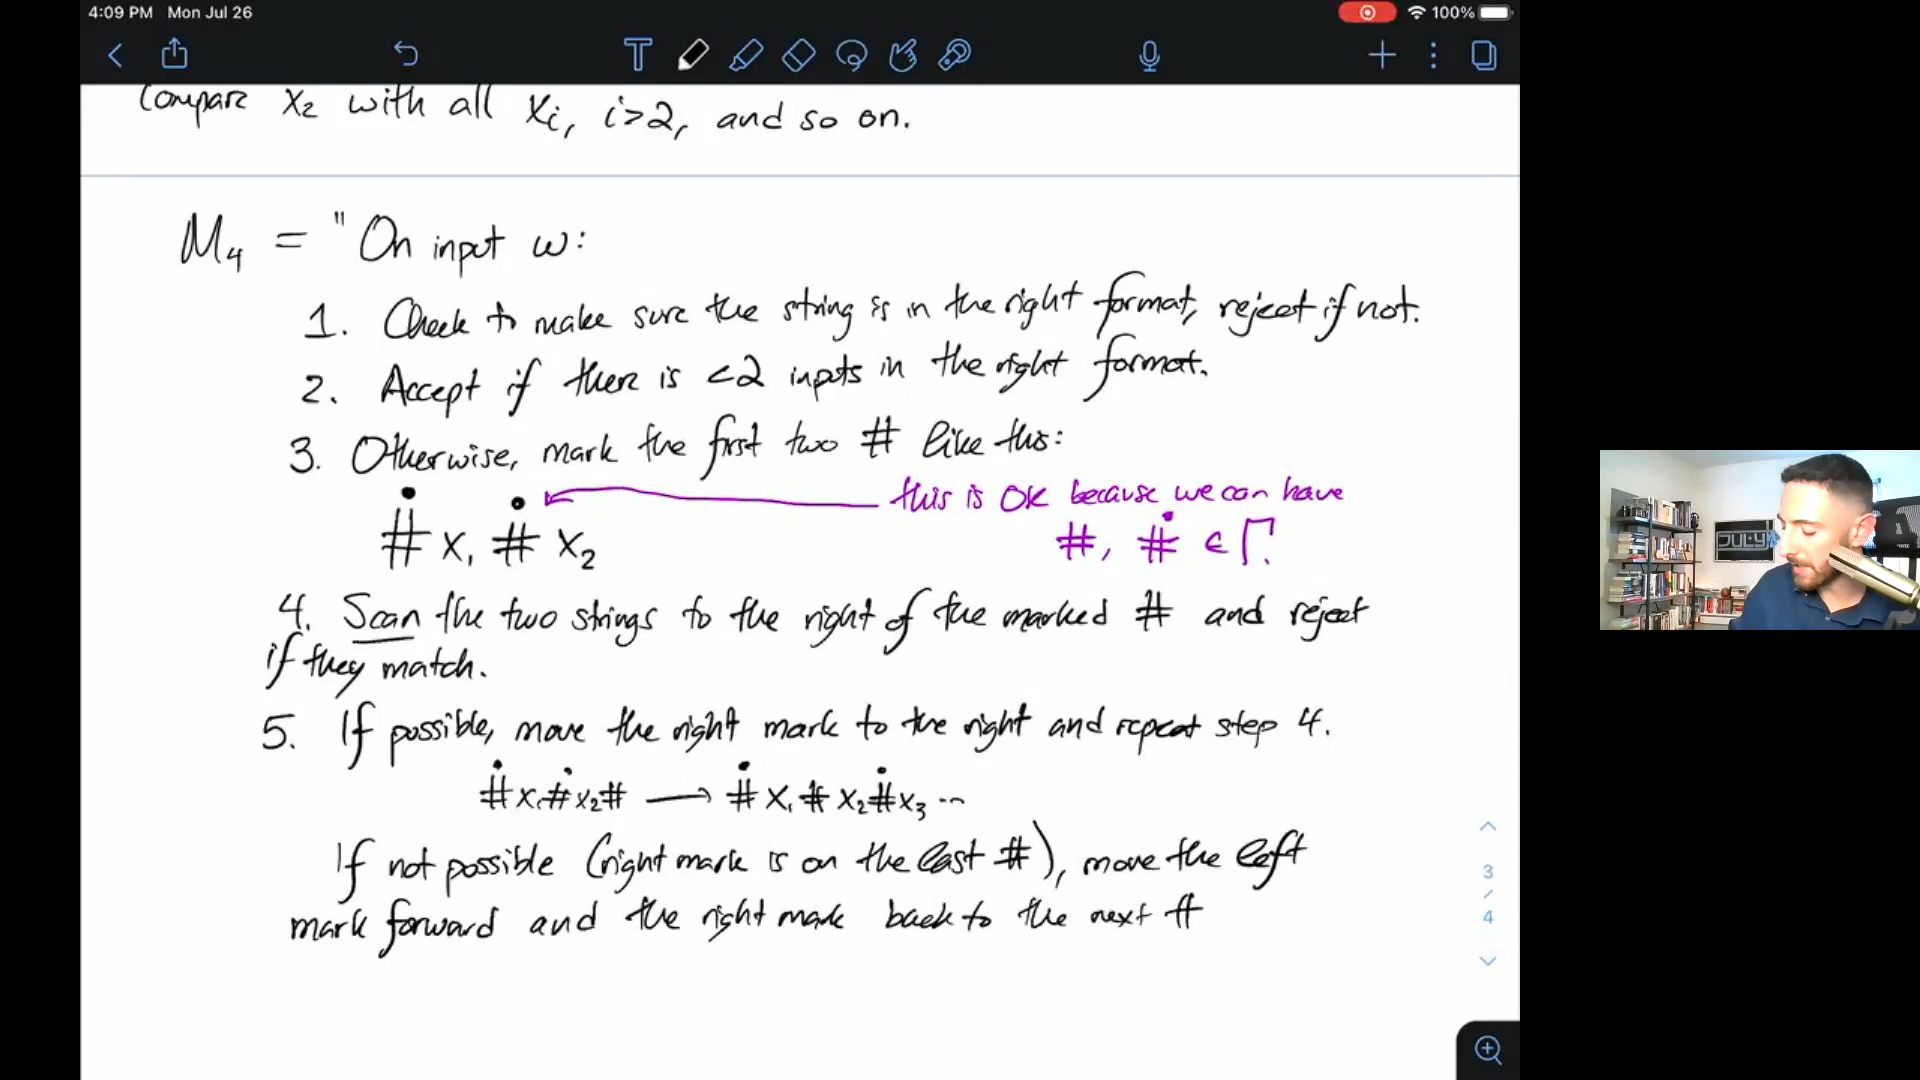 4:09 PM Mon Jul 26
100%
Compare x₂ with all xᵢ, i>2, and so on.
M₄ = "On input w:
1. Check to make sure the string is in the right format, reject if not.
2. Accept if there is <2 inputs in the right format.
3. Otherwise, mark the first two # like this:
this is OK because we can have
#̇ x₁ #̇ x₂
#, #̇ ∈ Γ.
4. Scan the two strings to the right of the marked # and reject
if they match.
5. If possible, move the right mark to the right and repeat step 4.
#̇ x₁ #̇ x₂ # → #̇ x₁ # x₂ #̇ x₃ ...
If not possible (right mark is on the last #), move the left
mark forward and the right mark back to the next #
3
/
4
JULY